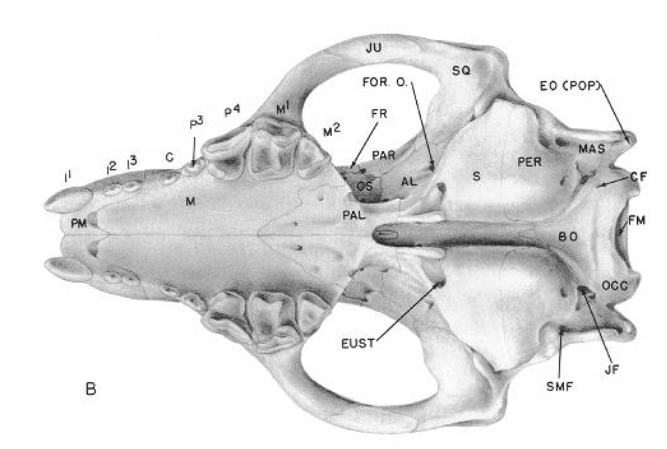 JU
SQ
FOR. O.
EO (POP)
M¹
P⁴
M²
FR
P³
C
I³
I²
I¹
PAR
PER
MAS
CF
OS
AL
S
M
PAL
PM
BO
FM
OCC
EUST
SMF
JF
B